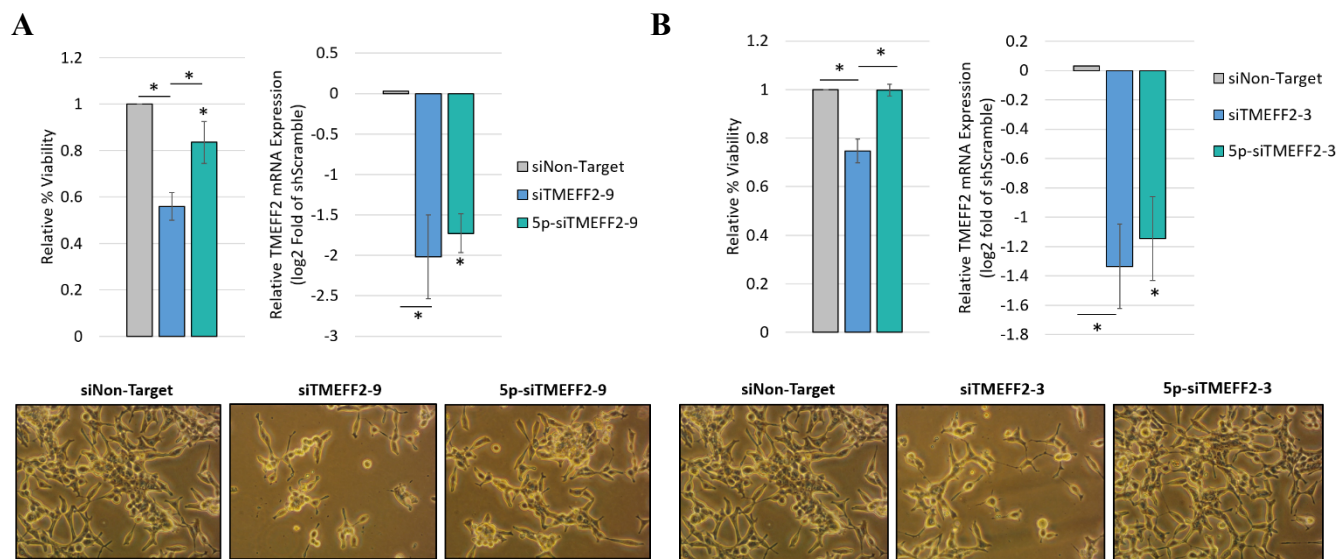 A
Relative % Viability
1.2
1
0.8
0.6
0.4
0.2
0
*
*
*
Relative TMEFF2 mRNA Expression
(log2 Fold of shScramble)
0.5
0
-0.5
-1
-1.5
-2
-2.5
-3
*
*
siNon-Target
siTMEFF2-9
5p-siTMEFF2-9
siNon-Target
siTMEFF2-9
5p-siTMEFF2-9
B
Relative % Viability
1.2
1
0.8
0.6
0.4
0.2
0
*
*
Relative TMEFF2 mRNA Expression
(log2 fold of shScramble)
0.2
0
-0.2
-0.4
-0.6
-0.8
-1
-1.2
-1.4
-1.6
-1.8
*
*
siNon-Target
siTMEFF2-3
5p-siTMEFF2-3
siNon-Target
siTMEFF2-3
5p-siTMEFF2-3